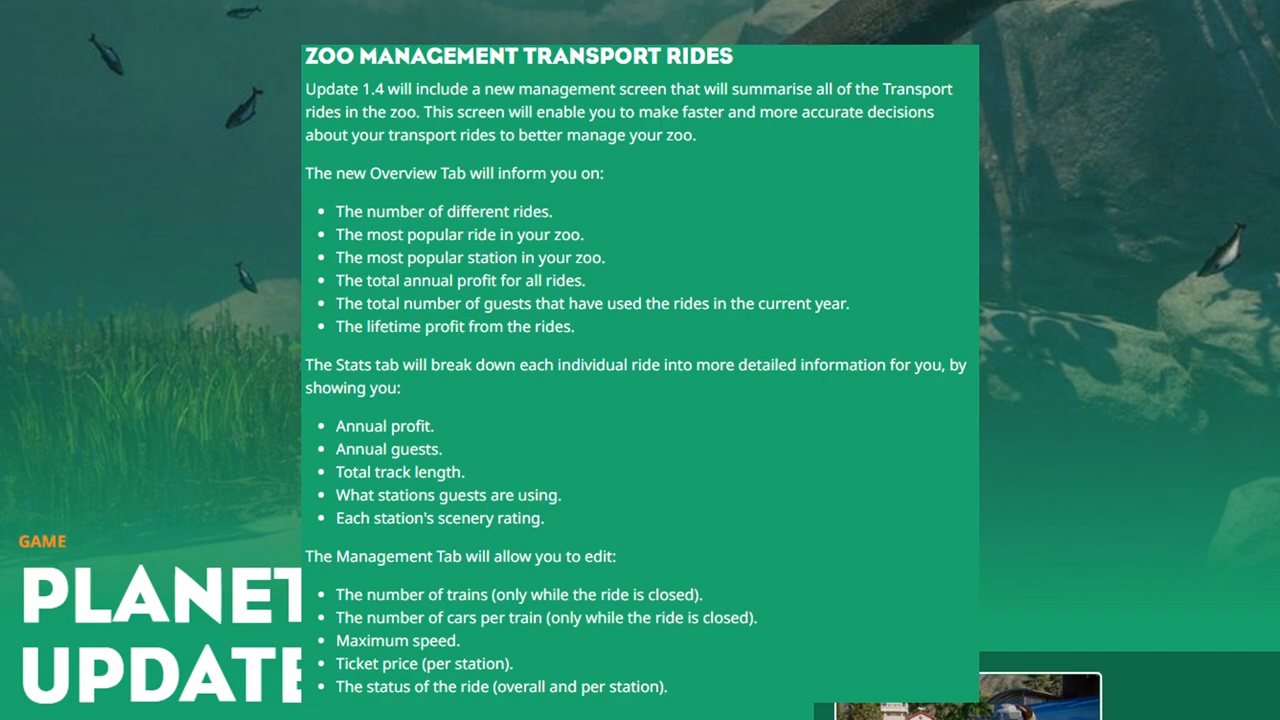 ZOO MANAGEMENT TRANSPORT RIDES
Update 1.4 will include a new management screen that will summarise all of the Transport
rides in the zoo. This screen will enable you to make faster and more accurate decisions
about your transport rides to better manage your zoo.
The new Overview Tab will inform you on:
• The number of different rides.
• The most popular ride in your zoo.
• The most popular station in your zoo.
• The total annual profit for all rides.
• The total number of guests that have used the rides in the current year.
• The lifetime profit from the rides.
The Stats tab will break down each individual ride into more detailed information for you, by
showing you:
• Annual profit.
• Annual guests.
• Total track length.
• What stations guests are using.
• Each station's scenery rating.
The Management Tab will allow you to edit:
• The number of trains (only while the ride is closed).
• The number of cars per train (only while the ride is closed).
• Maximum speed.
• Ticket price (per station).
• The status of the ride (overall and per station).
GAME
PLANET
UPDATE